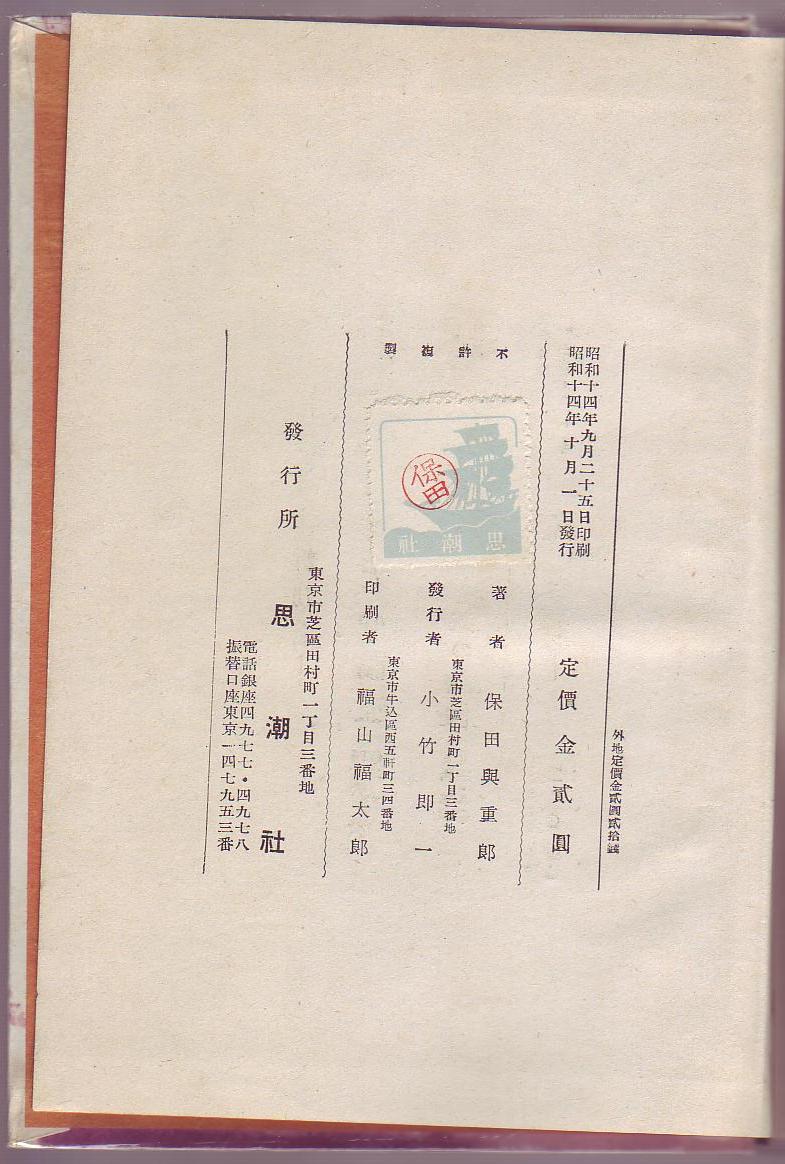 昭和十四年九月二十五日印刷
昭和十四年十月一日發行
定價金貳圓
外地定價金貳圓貳拾錢
不許複製
保田
思潮社
著者 保田與重郎
東京市芝區田村町一丁目三番地
發行者 小竹即一
東京市牛込區西五軒町三四番地
印刷者 福山福太郎
發行所
東京市芝區田村町一丁目三番地
思潮社
電話銀座四九七七・四九七八
振替口座東京一四七九五三番